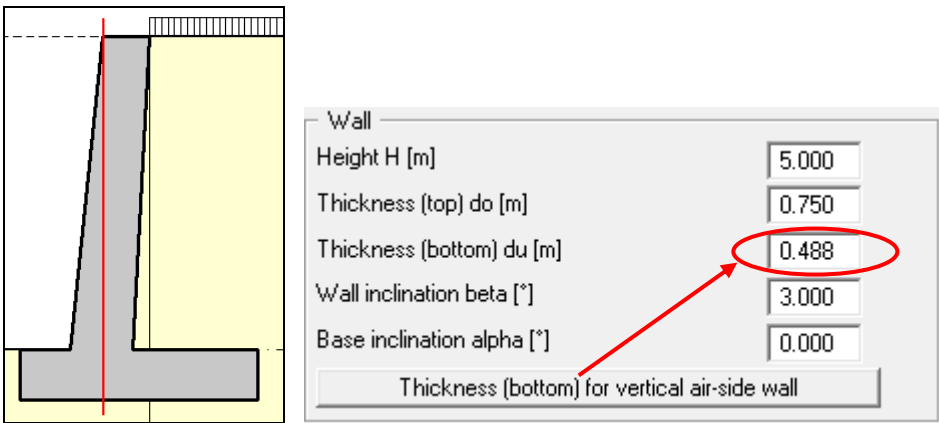 Wall
Height H [m] 5.000
Thickness (top) do [m] 0.750
Thickness (bottom) du [m] 0.488
Wall inclination beta [°] 3.000
Base inclination alpha [°] 0.000
Thickness (bottom) for vertical air-side wall